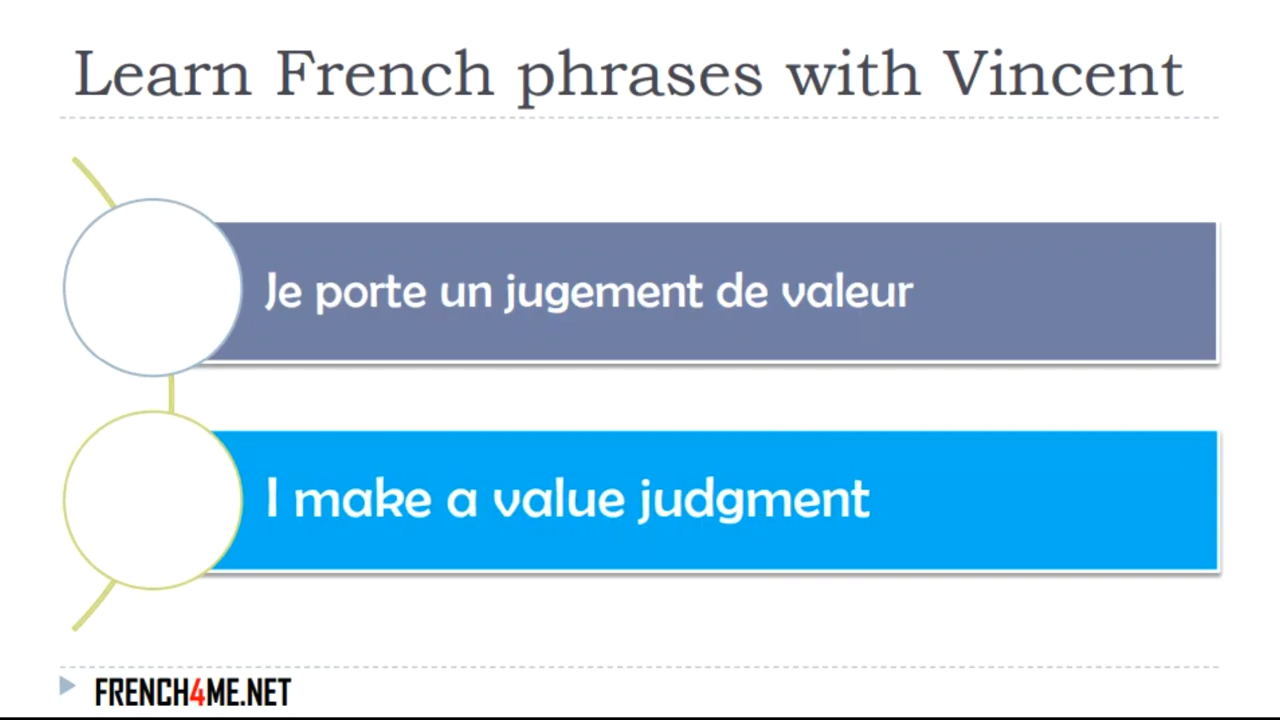 Learn French phrases with Vincent
Je porte un jugement de valeur
I make a value judgment
FRENCH4ME.NET